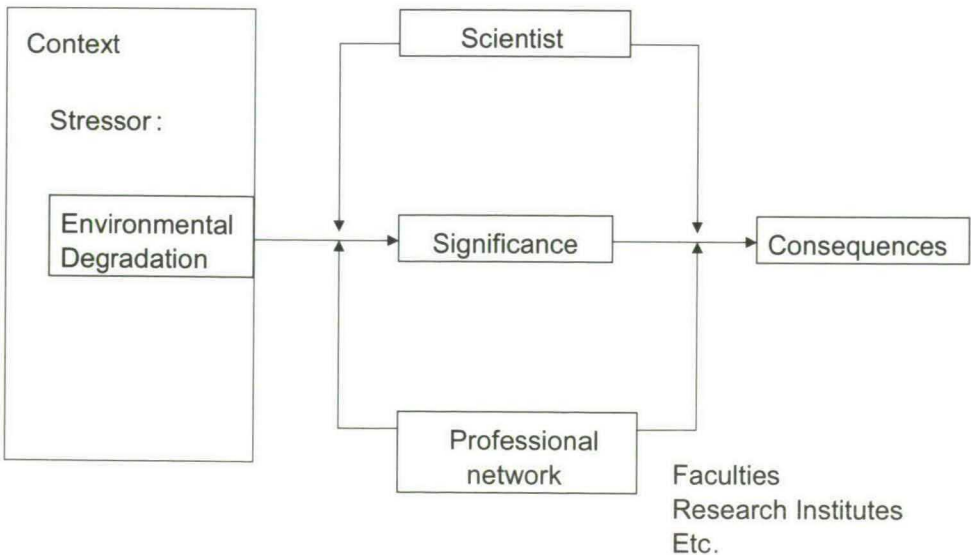 Context
Stressor:
Environmental
Degradation
Scientist
Significance
Consequences
Professional
network
Faculties
Research Institutes
Etc.